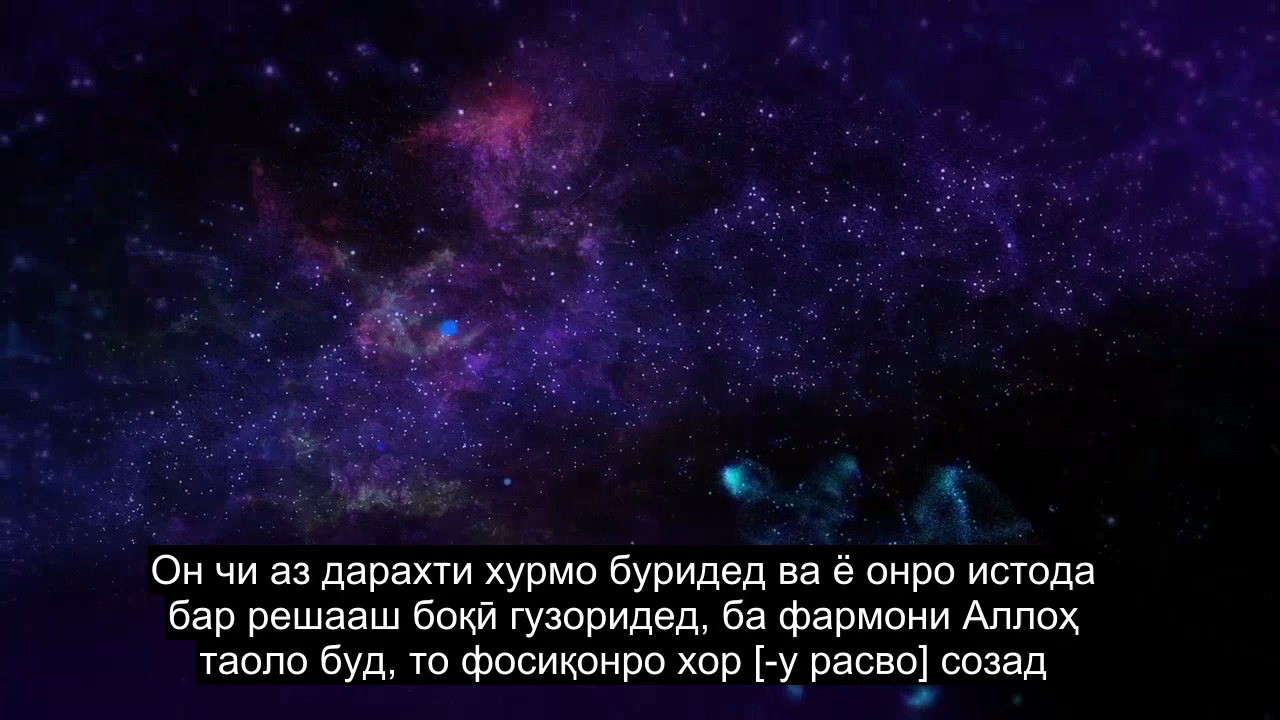 Он чи аз дарахти хурмо буридед ва ё онро истода
бар решааш боқӣ гузоридед, ба фармони Аллоҳ
таоло буд, то фосиқонро хор [-у расво] созад